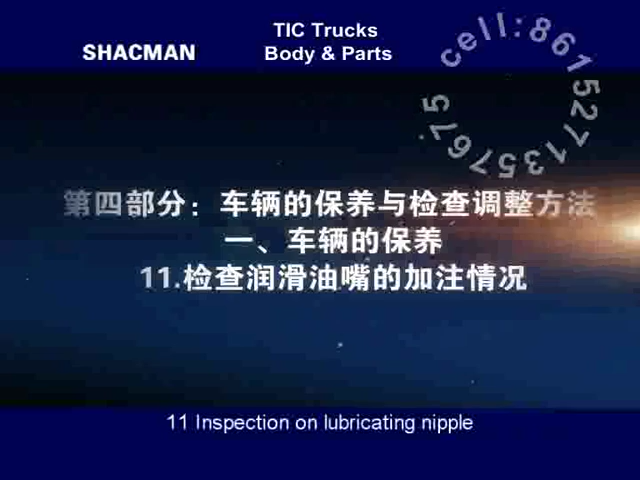 SHACMAN
TIC Trucks
Body & Parts
cell:8615271357675
第四部分：车辆的保养与检查调整方法
一、车辆的保养
11.检查润滑油嘴的加注情况
11 Inspection on lubricating nipple